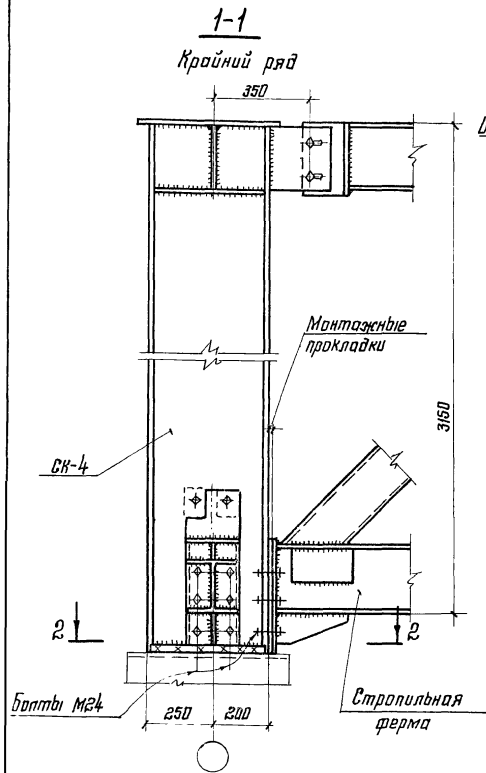 1-1
Крайний ряд
350
Монтажные
прокладки
3150
СК-4
2
2
Болты М24
250
200
Стропильная
ферма